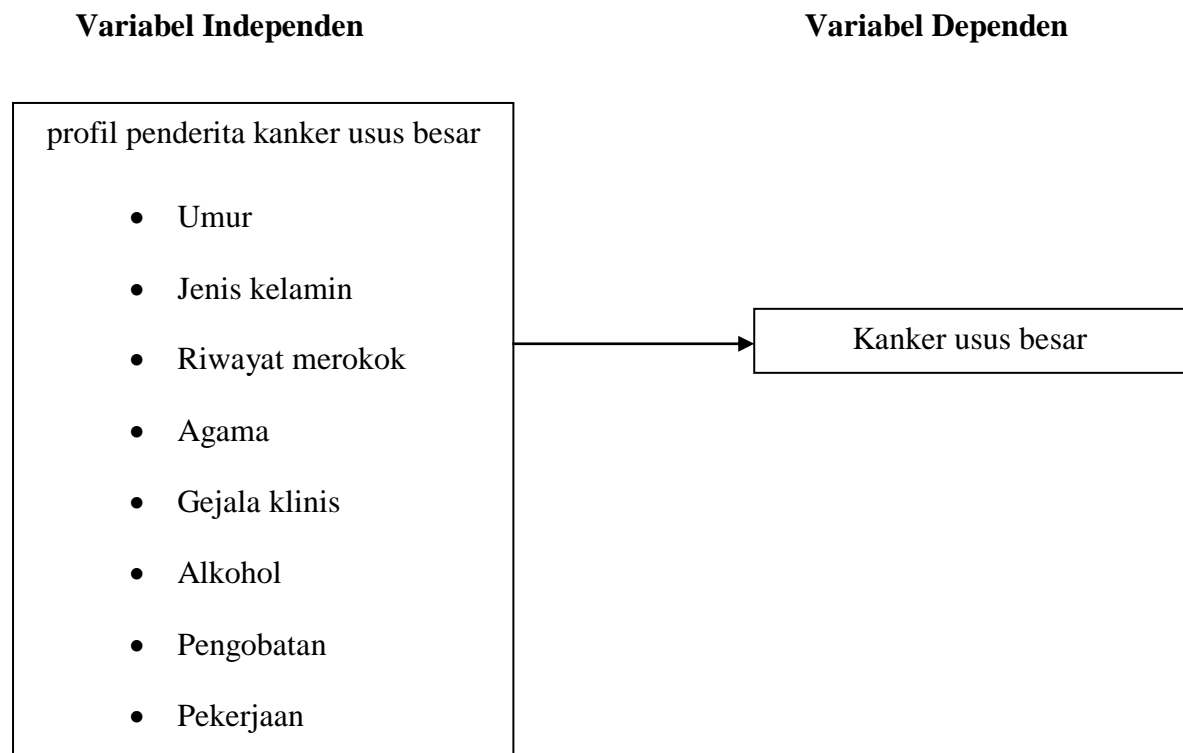 Variabel Independen
Variabel Dependen
profil penderita kanker usus besar
• Umur
• Jenis kelamin
• Riwayat merokok
• Agama
• Gejala klinis
• Alkohol
• Pengobatan
• Pekerjaan
Kanker usus besar